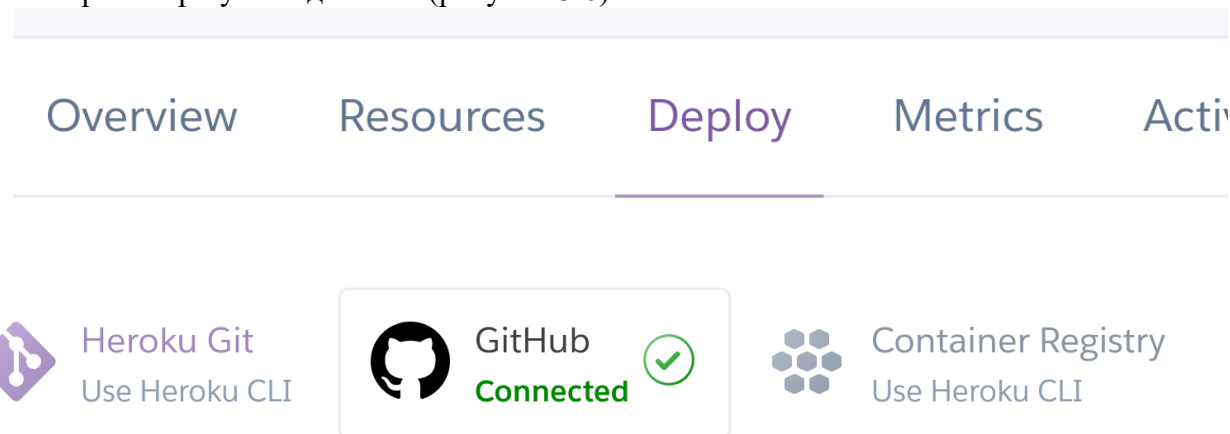 Overview Resources Deploy Metrics
Heroku Git
Use Heroku CLI
GitHub
Connected
Container Registry
Use Heroku CLI